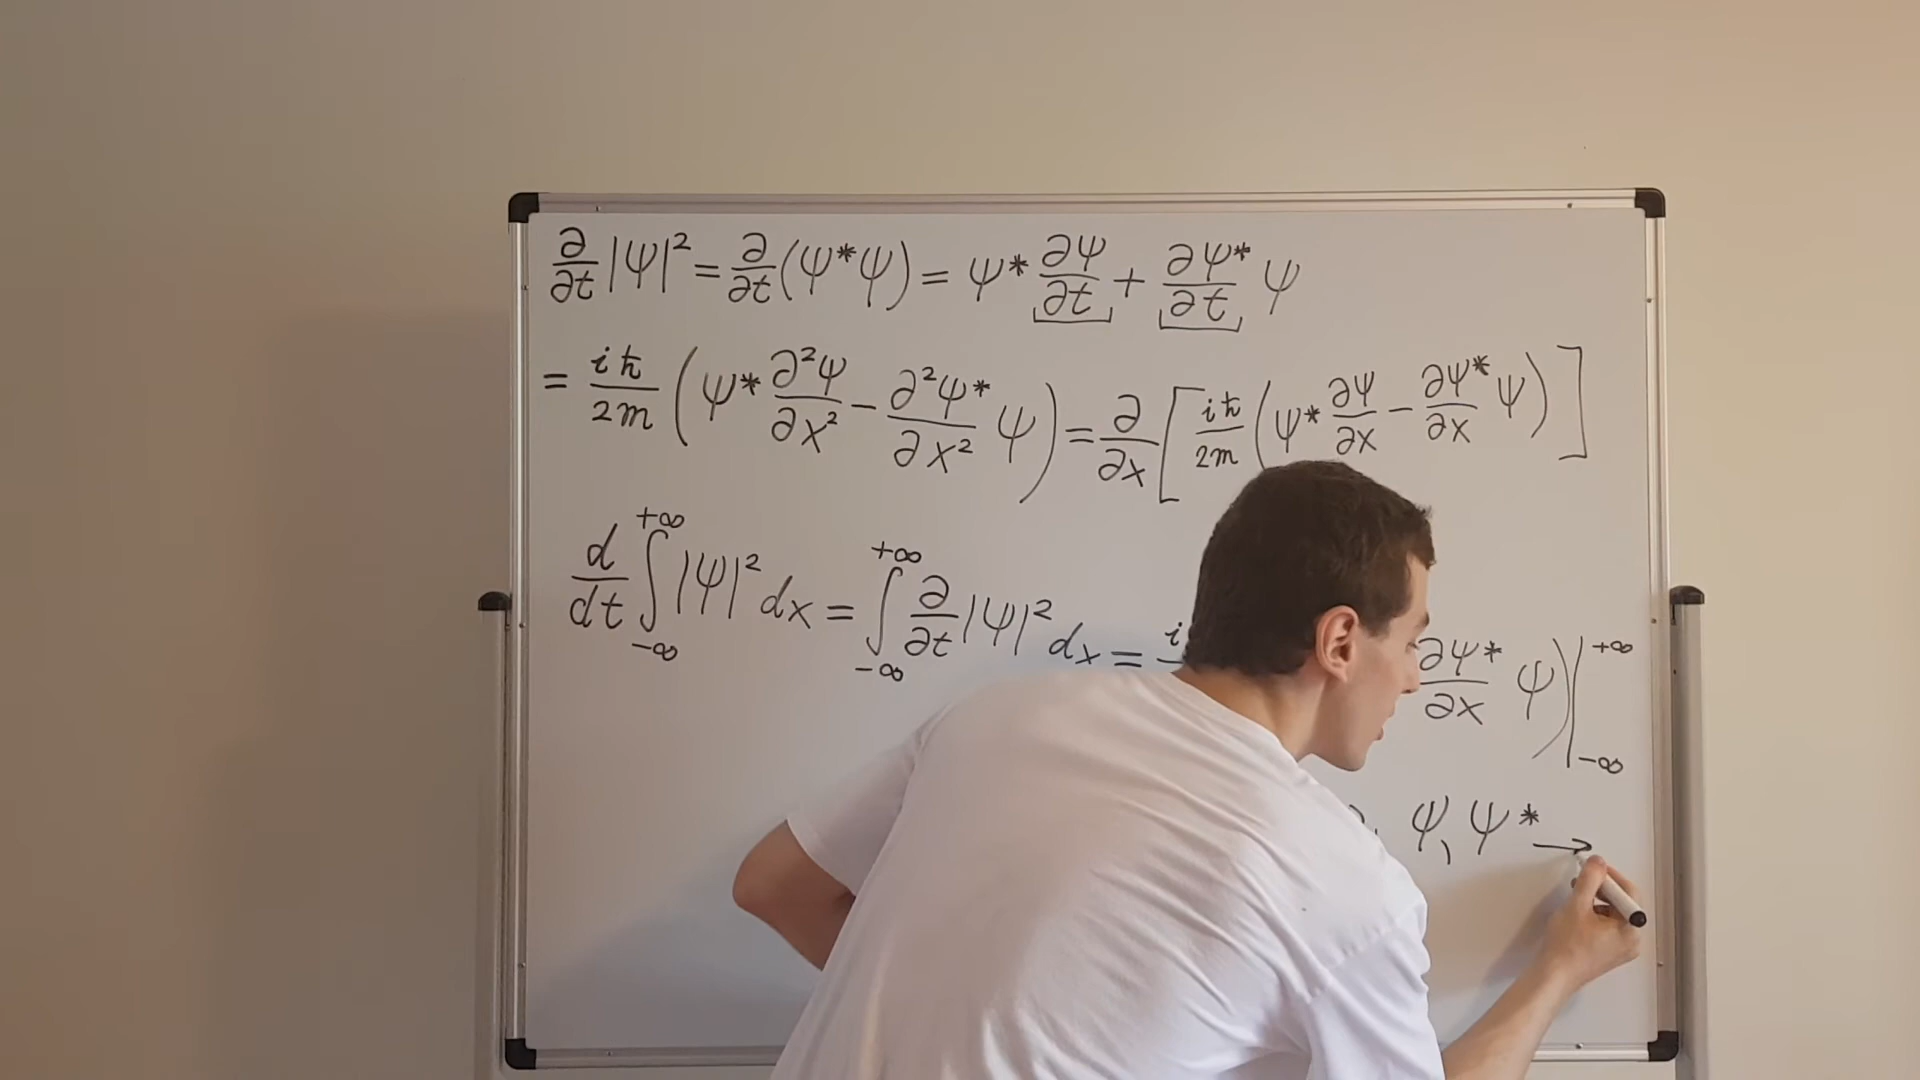 ∂/∂t |ψ|² = ∂/∂t (ψ*ψ) = ψ* ∂ψ/∂t + ∂ψ*/∂t ψ
= iħ/2m (ψ* ∂²ψ/∂x² − ∂²ψ*/∂x² ψ) = ∂/∂x [iħ/2m (ψ* ∂ψ/∂x − ∂ψ*/∂x ψ)]
d/dt ∫_{-∞}^{+∞} |ψ|² dx = ∫_{-∞}^{+∞} ∂/∂t |ψ|² dx = i ∂ψ*/∂x ψ)|_{-∞}^{+∞}
ψ, ψ* →